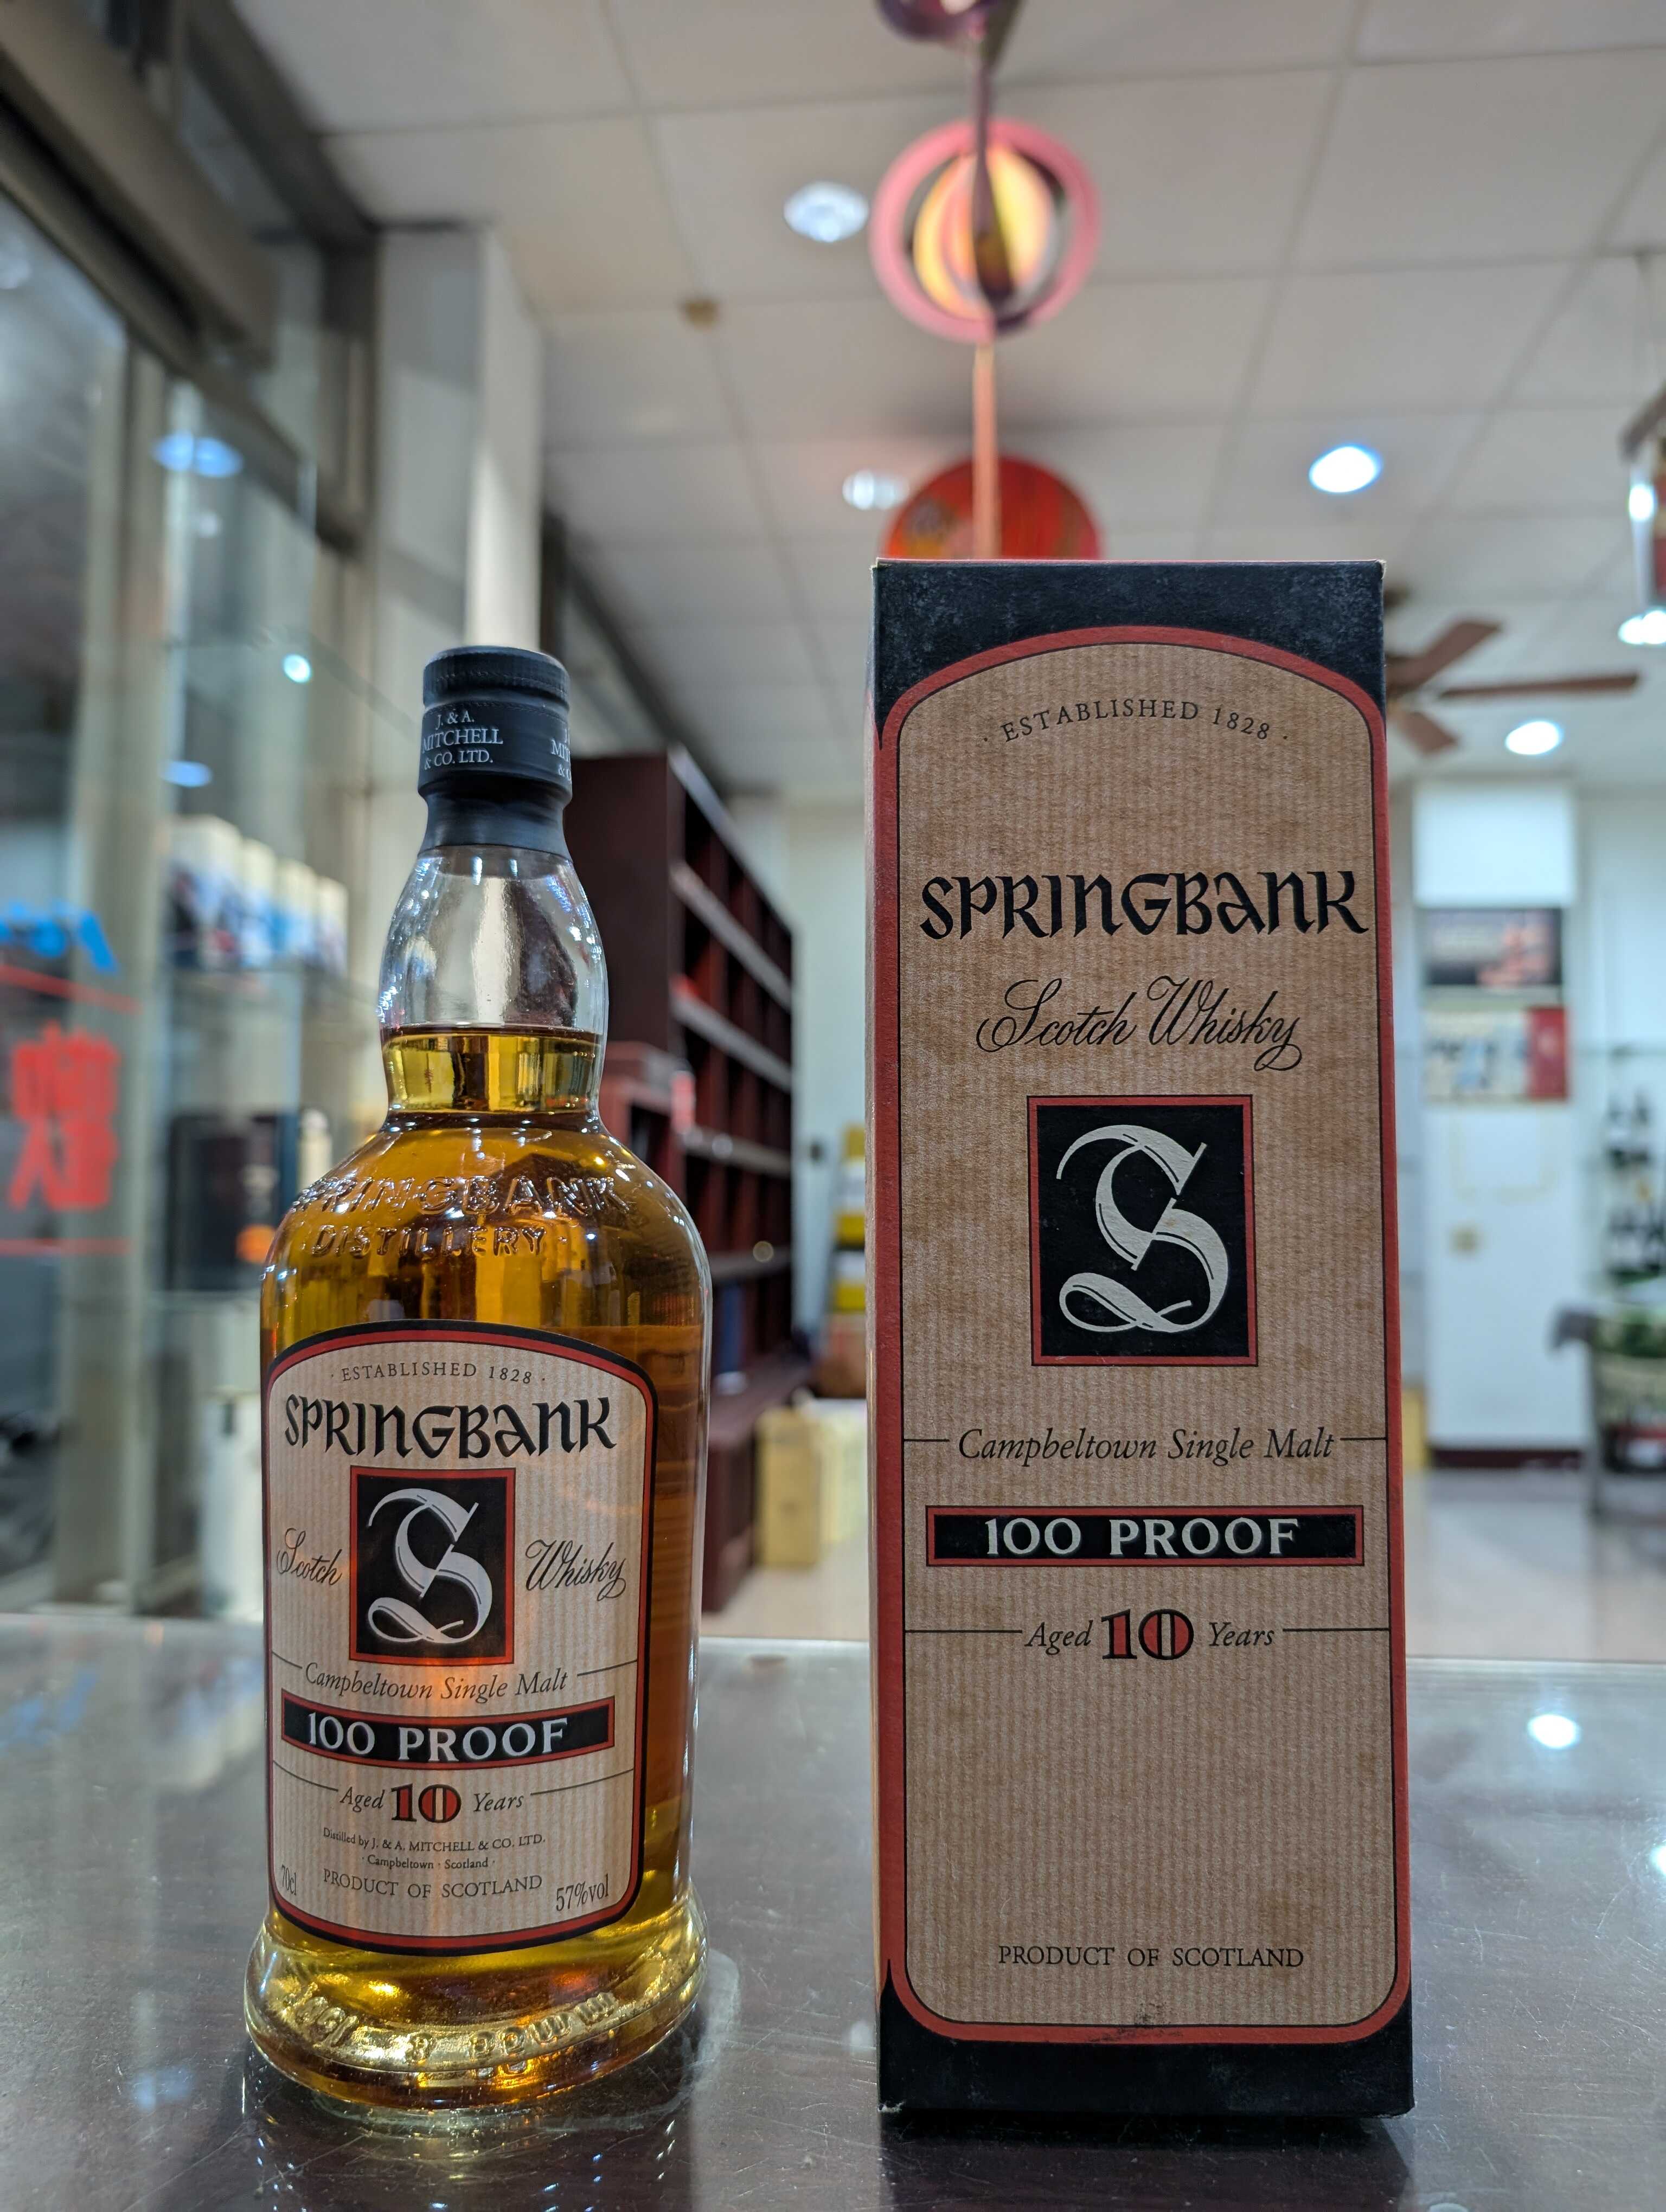 J. & A.
MITCHELL
& CO. LTD.
SPRINGBANK
DISTILLERY
· ESTABLISHED 1828 ·
SPRINGBANK
S
Scotch Whisky
Campbeltown Single Malt
100 PROOF
Aged 10 Years
Distilled by J. & A. MITCHELL & CO. LTD.
· Campbeltown · Scotland ·
PRODUCT OF SCOTLAND
70cl
57%vol
· ESTABLISHED 1828 ·
SPRINGBANK
Scotch Whisky
S
Campbeltown Single Malt
100 PROOF
Aged 10 Years
PRODUCT OF SCOTLAND